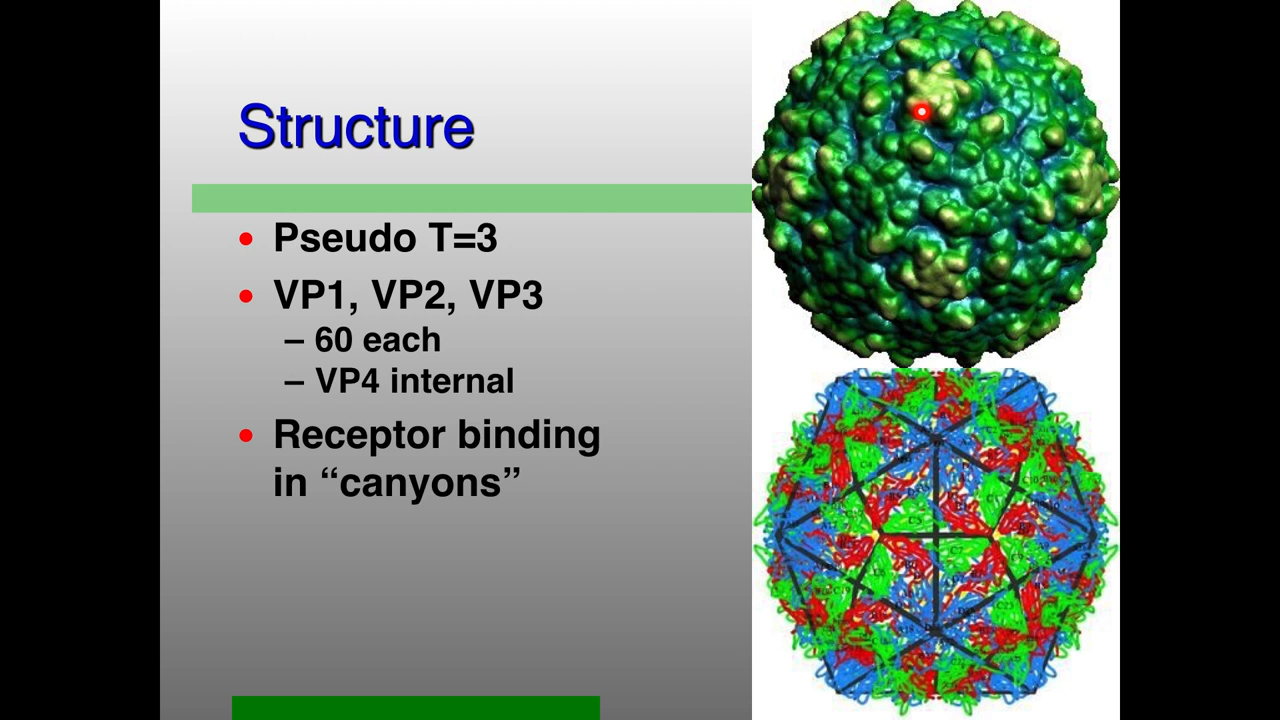 Structure
• Pseudo T=3
• VP1, VP2, VP3
– 60 each
– VP4 internal
• Receptor binding
in “canyons”